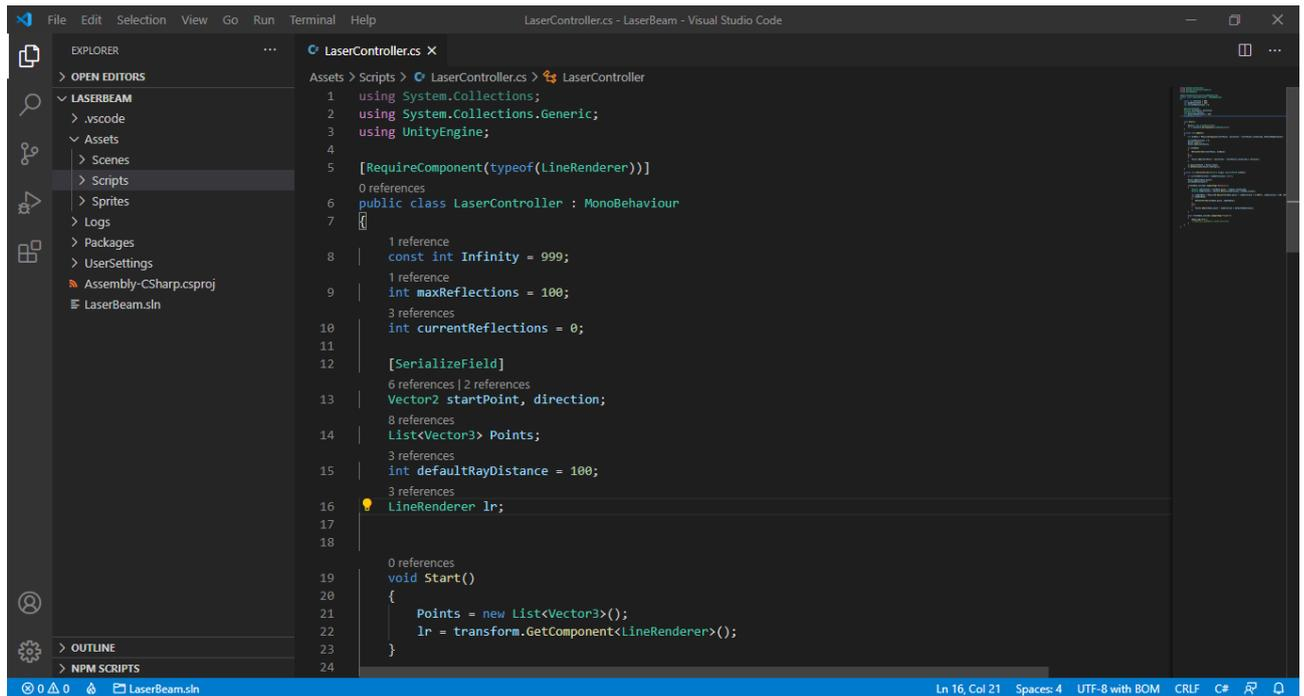 File Edit Selection View Go Run Terminal Help
LaserController.cs - LaserBeam - Visual Studio Code
EXPLORER
OPEN EDITORS
LASERBEAM
.vscode
Assets
Scenes
Scripts
Sprites
Logs
Packages
UserSettings
Assembly-CSharp.csproj
LaserBeam.sln
OUTLINE
NPM SCRIPTS
LaserController.cs
Assets > Scripts > LaserController.cs > LaserController
1 using System.Collections;
2 using System.Collections.Generic;
3 using UnityEngine;
4
5 [RequireComponent(typeof(LineRenderer))]
0 references
6 public class LaserController : MonoBehaviour
7 {
1 reference
8 const int Infinity = 999;
1 reference
9 int maxReflections = 100;
3 references
10 int currentReflections = 0;
11
12 [SerializeField]
6 references | 2 references
13 Vector2 startPoint, direction;
8 references
14 List<Vector3> Points;
3 references
15 int defaultRayDistance = 100;
3 references
16 LineRenderer lr;
17
18
0 references
19 void Start()
20 {
21 Points = new List<Vector3>();
22 lr = transform.GetComponent<LineRenderer>();
23 }
24
0 0 LaserBeam.sln
Ln 16, Col 21 Spaces: 4 UTF-8 with BOM CRLF C#